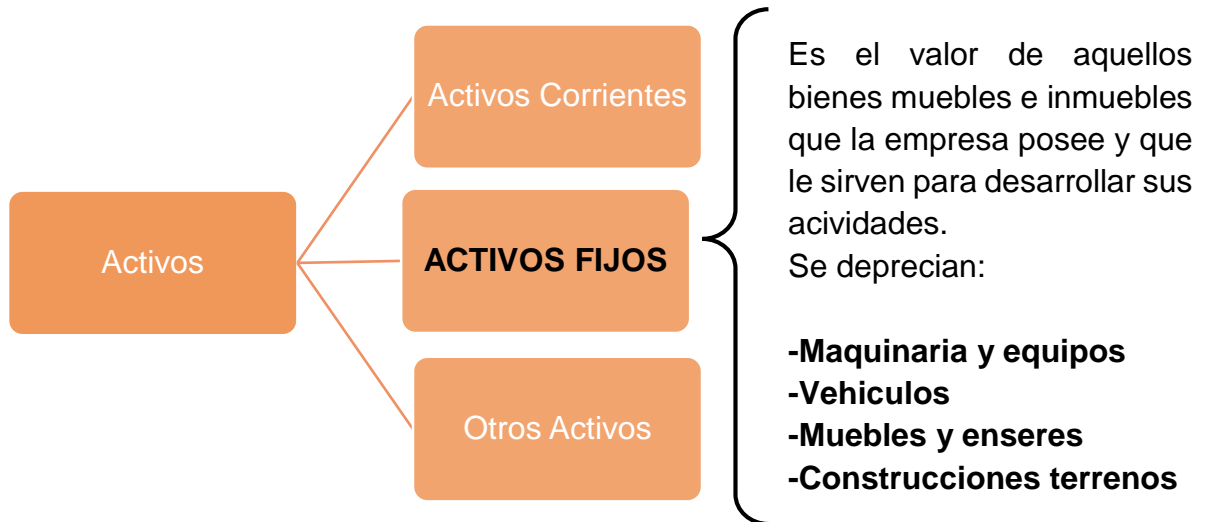 Activos
Activos Corrientes
ACTIVOS FIJOS
Otros Activos
Es el valor de aquellos
bienes muebles e inmuebles
que la empresa posee y que
le sirven para desarrollar sus
acividades.
Se deprecian:
-Maquinaria y equipos
-Vehiculos
-Muebles y enseres
-Construcciones terrenos